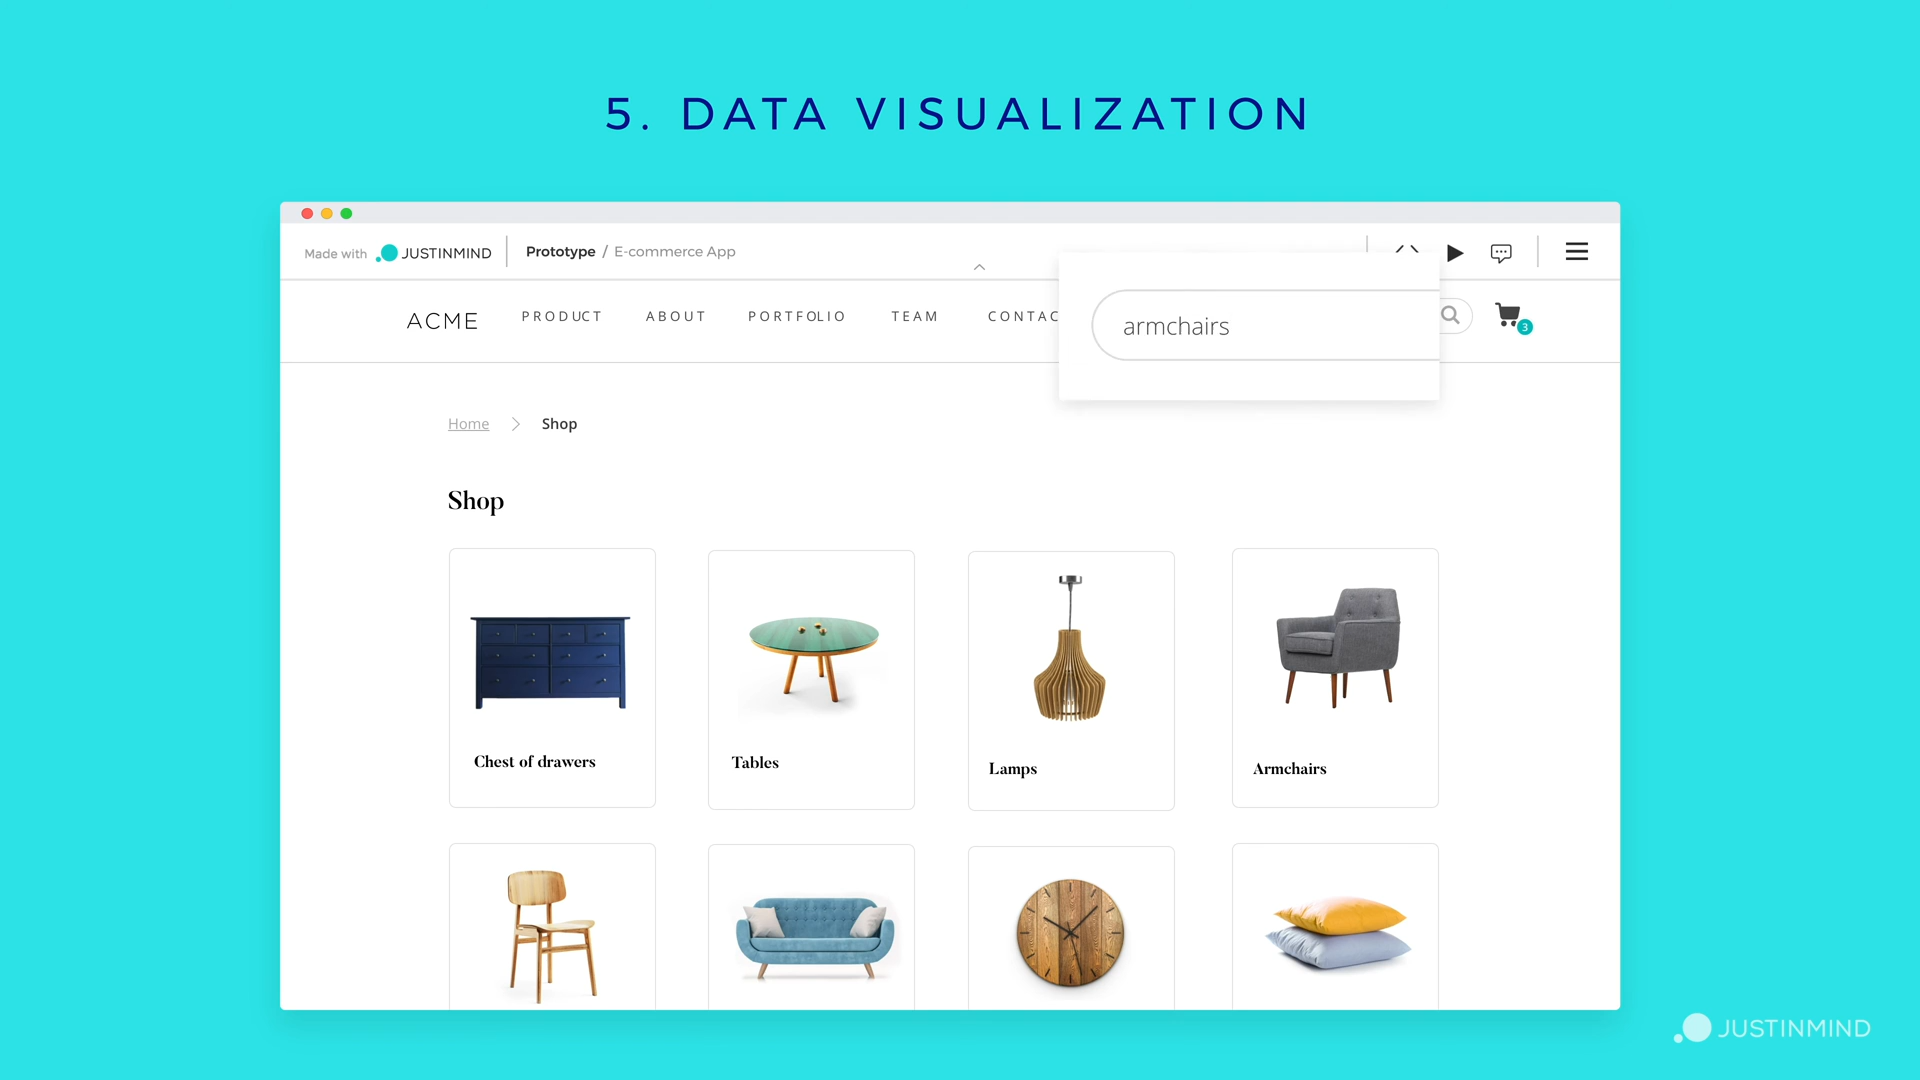 5. DATA VISUALIZATION
Made with JUSTINMIND Prototype / E-commerce App
ACME PRODUCT ABOUT PORTFOLIO TEAM CONTAC
armchairs
3
Home Shop
Shop
Chest of drawers
Tables
Lamps
Armchairs
JUSTINMIND